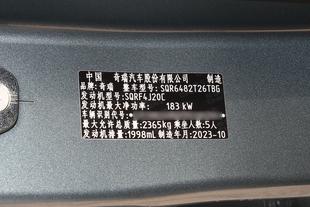 中国 奇瑞汽车股份有限公司 制造
品牌:奇瑞 整车型号:SQR6482T26TBG
发动机型号:SQRF4J20C
发动机最大净功率: 183 kW
车辆识别代号:
最大允许总质量:2365kg 乘坐人数:5人
发动机排量:1998mL 制造年月:2023-10